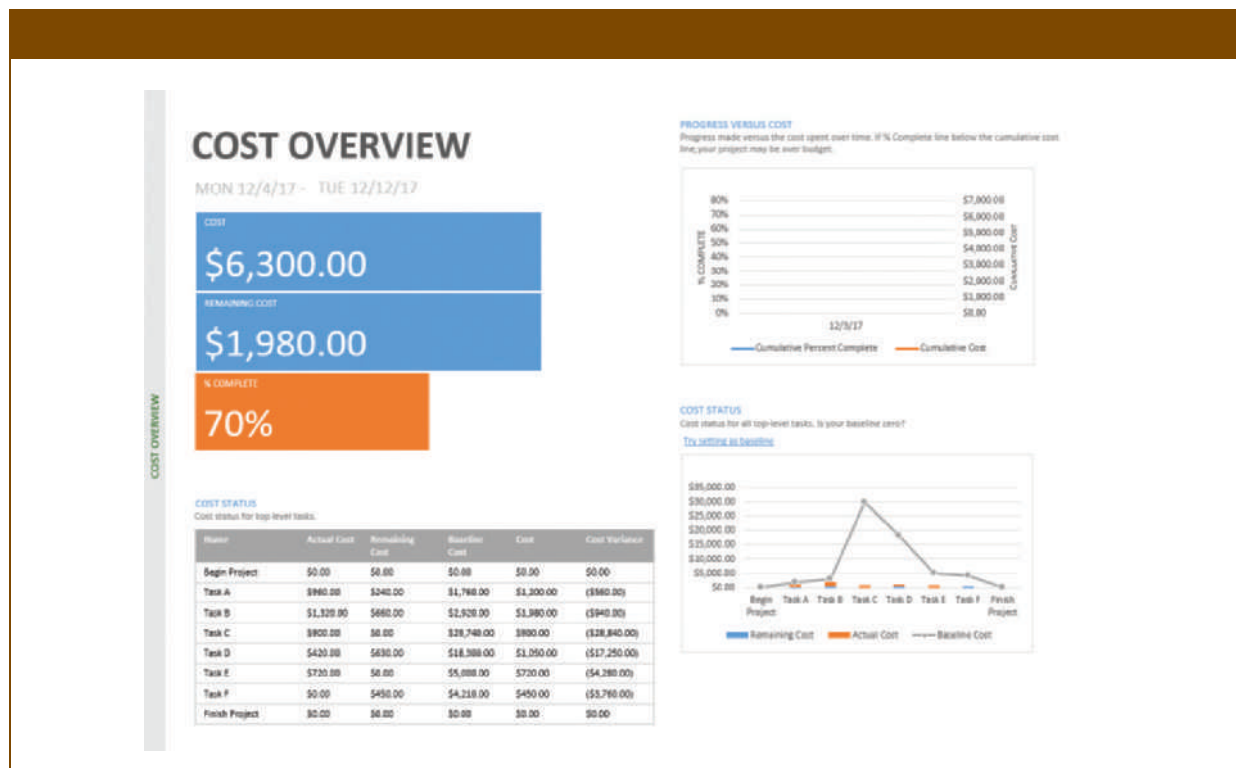 COST OVERVIEW
COST OVERVIEW
MON 12/4/17 - TUE 12/12/17
COST
$6,300.00
REMAINING COST
$1,980.00
% COMPLETE
70%
COST STATUS
Cost status for top-level tasks.
Name Actual Cost Remaining Cost Baseline Cost Cost Cost Variance
Begin Project $0.00 $0.00 $0.00 $0.00 $0.00
Task A $960.00 $240.00 $1,760.00 $1,200.00 ($560.00)
Task B $1,320.00 $660.00 $2,920.00 $1,980.00 ($940.00)
Task C $900.00 $0.00 $29,740.00 $900.00 ($28,840.00)
Task D $420.00 $630.00 $18,300.00 $1,050.00 ($17,250.00)
Task E $720.00 $0.00 $5,000.00 $720.00 ($4,280.00)
Task F $0.00 $450.00 $4,210.00 $450.00 ($3,760.00)
Finish Project $0.00 $0.00 $0.00 $0.00 $0.00
PROGRESS VERSUS COST
Progress made versus the cost spent over time. If % Complete line below the cumulative cost
line, your project may be over budget.
% COMPLETE
80%
70%
60%
50%
40%
30%
20%
10%
0%
$7,000.00
$6,000.00
$5,000.00
$4,000.00
$3,000.00
$2,000.00
$1,000.00
$0.00
CUMULATIVE COST
12/3/17
Cumulative Percent Complete Cumulative Cost
COST STATUS
Cost status for all top-level tasks. Is your baseline zero?
Try setting as baseline
$35,000.00
$30,000.00
$25,000.00
$20,000.00
$15,000.00
$10,000.00
$5,000.00
$0.00
Begin Task A Task B Task C Task D Task E Task F Finish
Project Project
Remaining Cost Actual Cost Baseline Cost